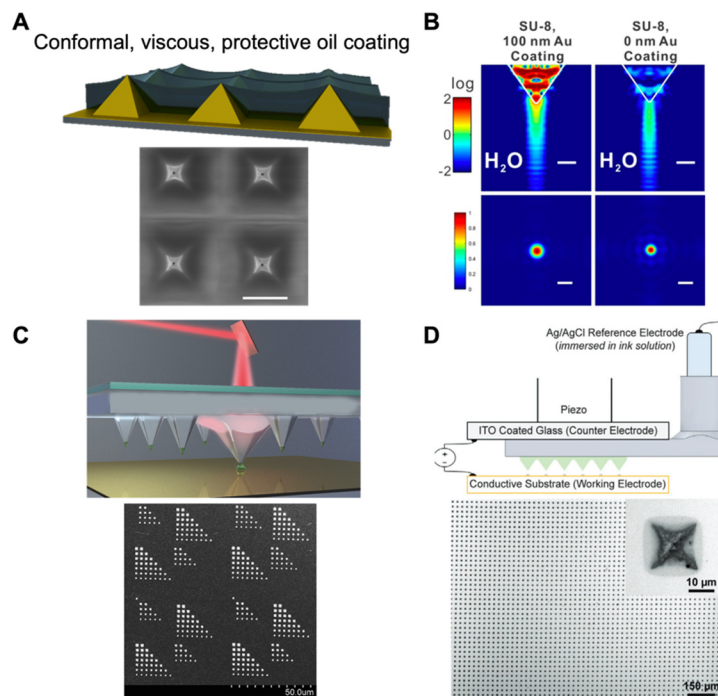 A
Conformal, viscous, protective oil coating
B
SU-8,
100 nm Au
Coating
SU-8,
0 nm Au
Coating
log
2
0
-2
H₂O
H₂O
1
0.8
0.6
0.4
0.2
0
C
50.0um
D
Ag/AgCl Reference Electrode
(immersed in ink solution)
Piezo
ITO Coated Glass (Counter Electrode)
Conductive Substrate (Working Electrode)
10 µm
150 µm